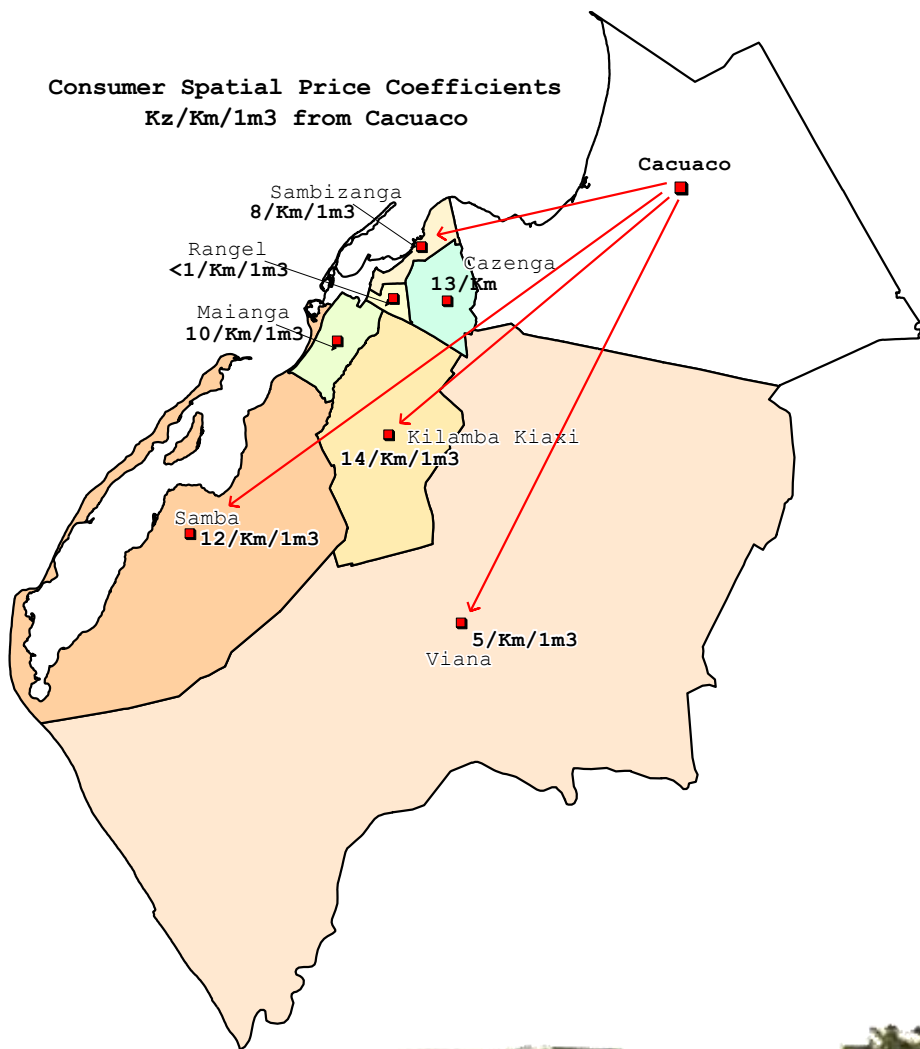 Consumer Spatial Price Coefficients
Kz/Km/1m3 from Cacuaco
Cacuaco
Sambizanga
8/Km/1m3
Rangel
<1/Km/1m3
Cazenga
13/Km
Maianga
10/Km/1m3
Kilamba Kiaxi
14/Km/1m3
Samba
12/Km/1m3
5/Km/1m3
Viana